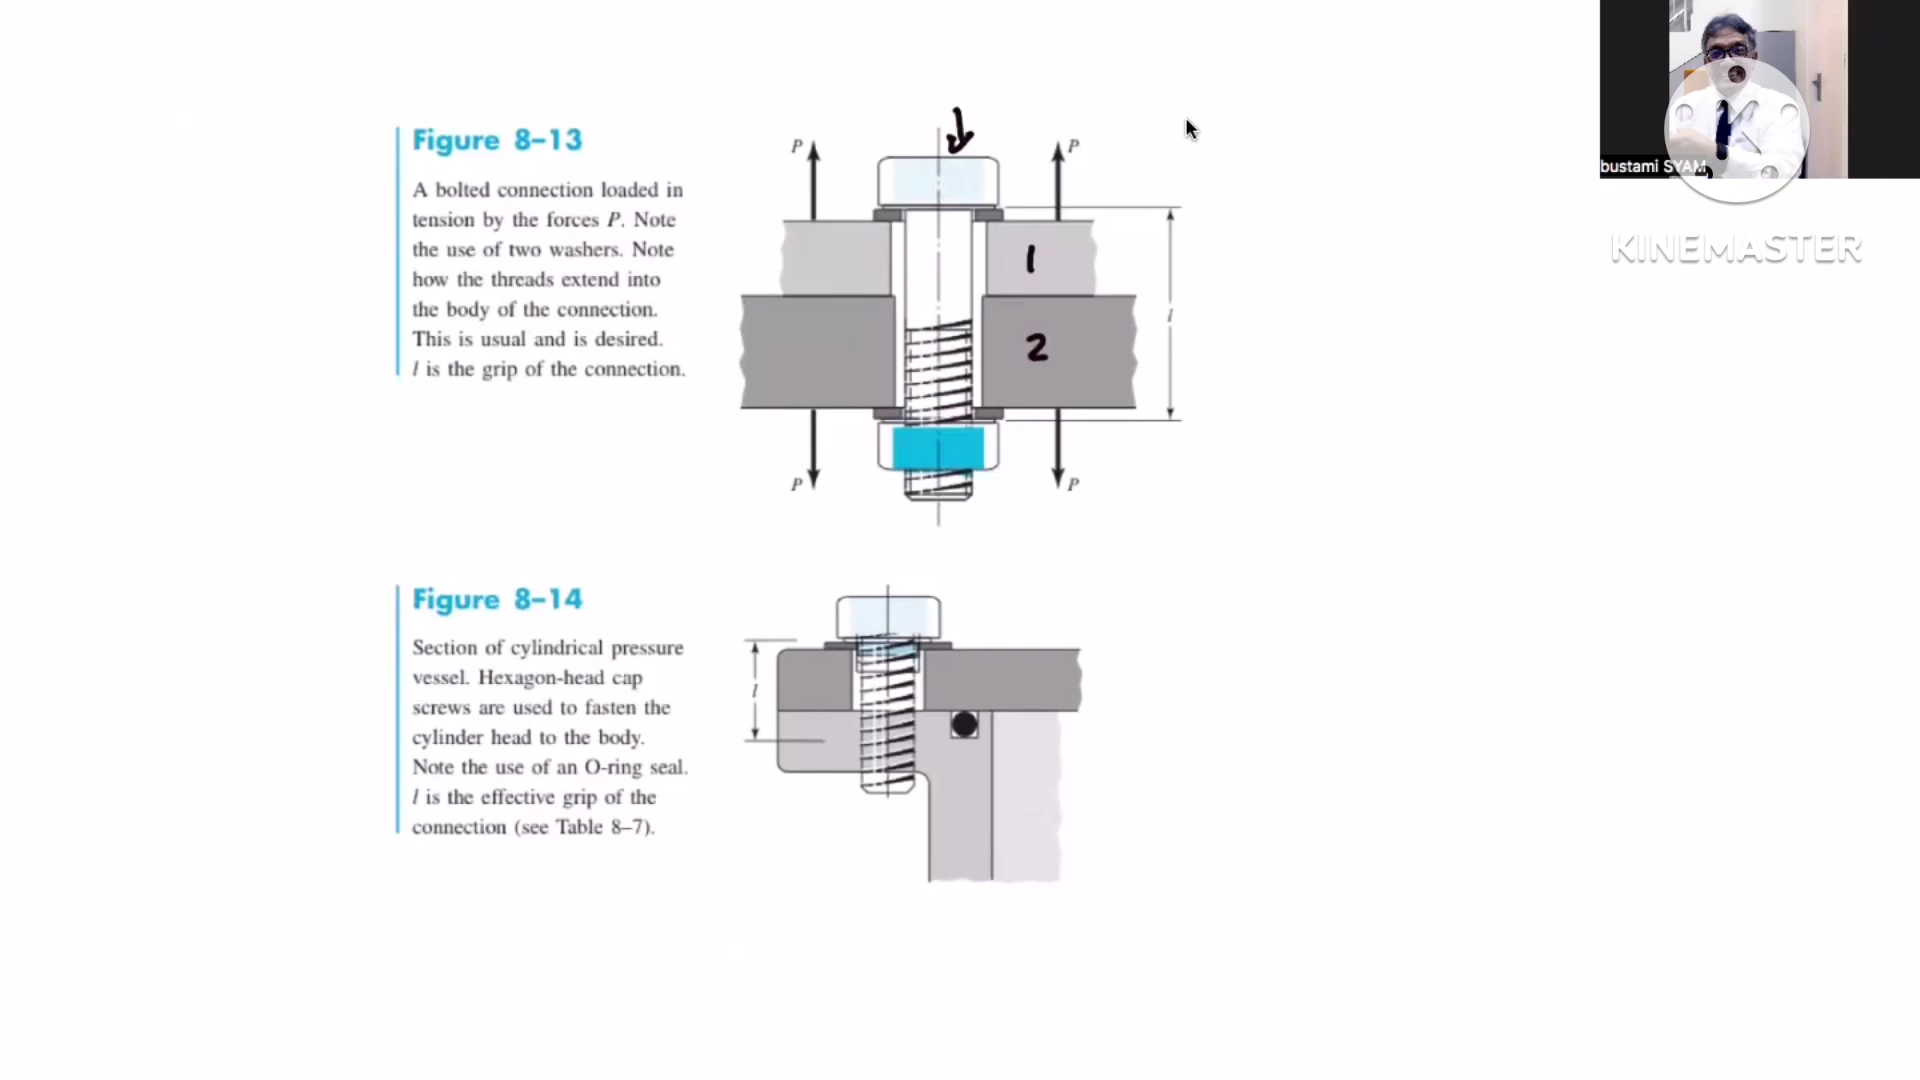 Figure 8–13
A bolted connection loaded in
tension by the forces P. Note
the use of two washers. Note
how the threads extend into
the body of the connection.
This is usual and is desired.
l is the grip of the connection.
P
P
1
2
l
P
P
Figure 8–14
Section of cylindrical pressure
vessel. Hexagon-head cap
screws are used to fasten the
cylinder head to the body.
Note the use of an O-ring seal.
l is the effective grip of the
connection (see Table 8–7).
l
bustami SYAM
KINEMASTER